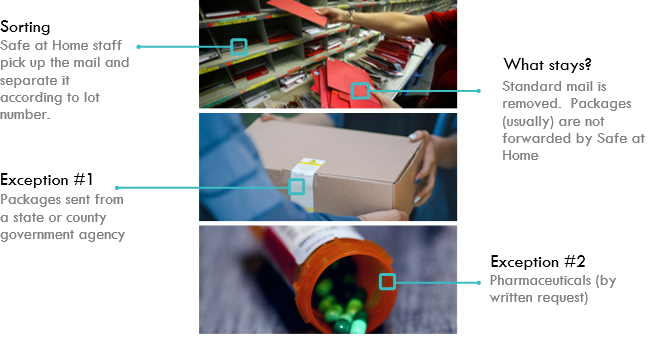 Sorting
Safe at Home staff
pick up the mail and
separate it
according to lot
number.
What stays?
Standard mail is
removed.  Packages
(usually) are not
forwarded by Safe at
Home
Exception #1
Packages sent from
a state or county
government agency
Exception #2
Pharmaceuticals (by
written request)